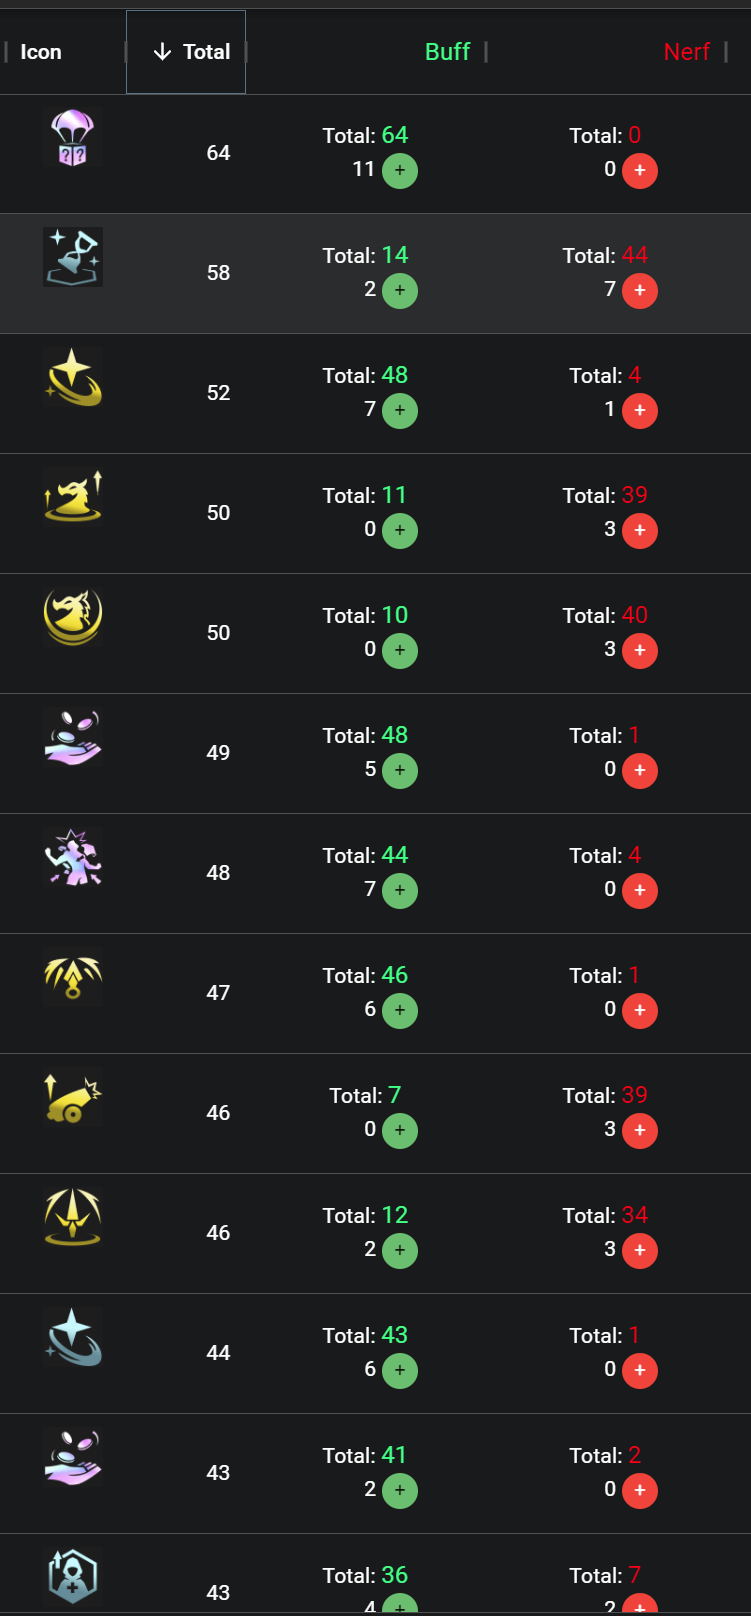 Icon ↓ Total Buff Nerf
64 Total: 64 Total: 0
11 + 0 +
58 Total: 14 Total: 44
2 + 7 +
52 Total: 48 Total: 4
7 + 1 +
50 Total: 11 Total: 39
0 + 3 +
50 Total: 10 Total: 40
0 + 3 +
49 Total: 48 Total: 1
5 + 0 +
48 Total: 44 Total: 4
7 + 0 +
47 Total: 46 Total: 1
6 + 0 +
46 Total: 7 Total: 39
0 + 3 +
46 Total: 12 Total: 34
2 + 3 +
44 Total: 43 Total: 1
6 + 0 +
43 Total: 41 Total: 2
2 + 0 +
43 Total: 36 Total: 7
4 + 2 +